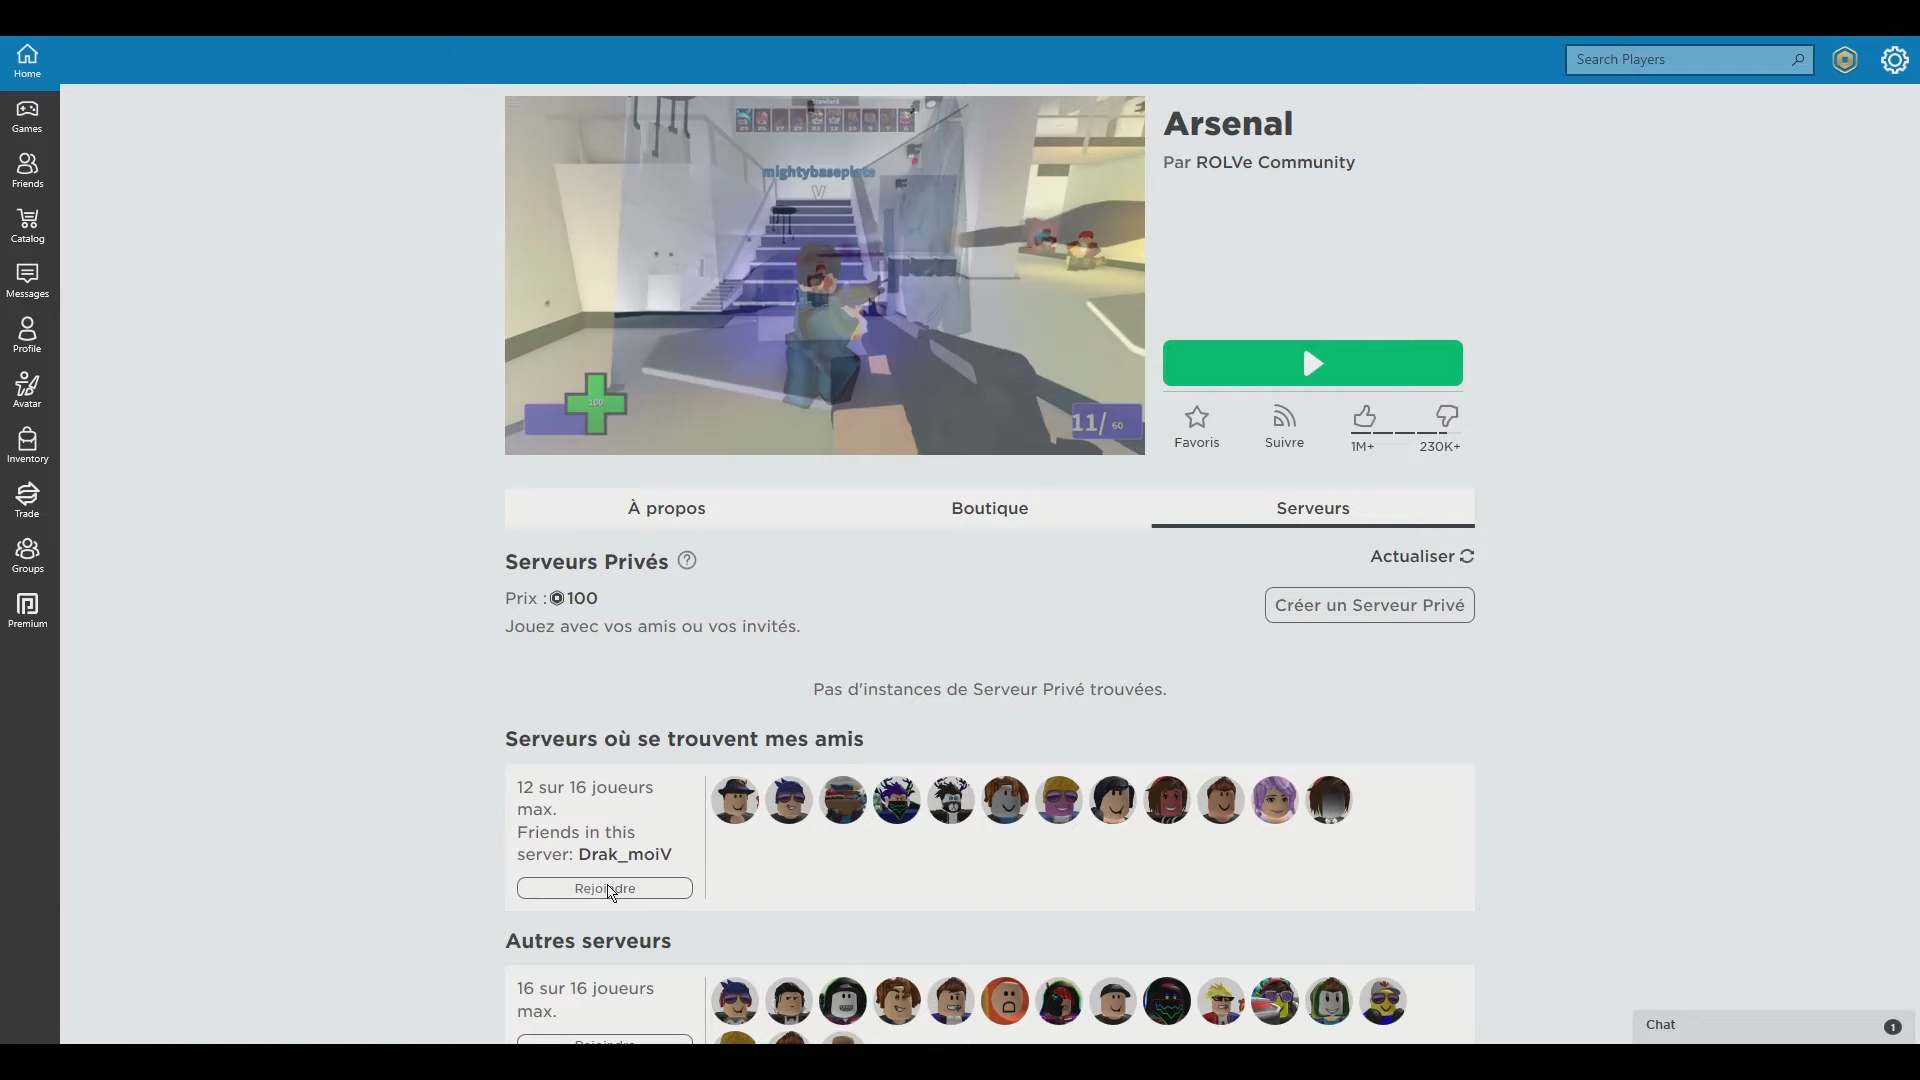 Home
Search Players
Games
Friends
Catalog
Messages
Profile
Avatar
Inventory
Trade
Groups
Premium
Standard
mightybaseplate
100
11/ 60
Arsenal
Par ROLVe Community
Favoris
Suivre
1M+
230K+
À propos
Boutique
Serveurs
Serveurs Privés
Actualiser
Prix : 100
Créer un Serveur Privé
Jouez avec vos amis ou vos invités.
Pas d'instances de Serveur Privé trouvées.
Serveurs où se trouvent mes amis
12 sur 16 joueurs
max.
Friends in this
server: Drak_moiV
Rejoindre
Autres serveurs
16 sur 16 joueurs
max.
Rejoindre
Chat
1